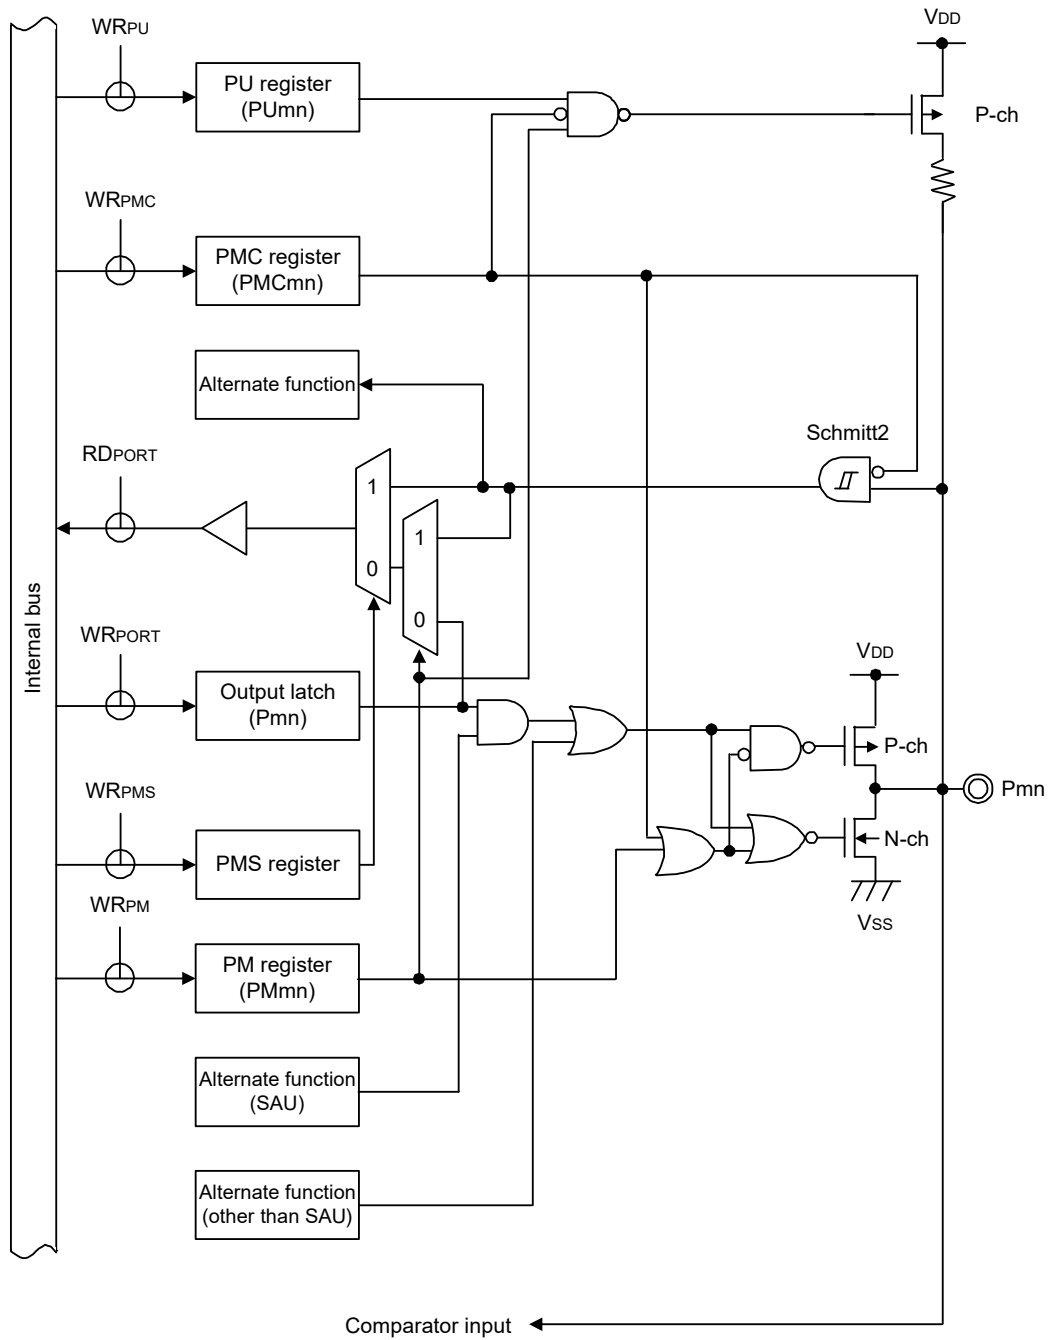 WRPU
VDD
PU register
(PUmn)
P-ch
WRPMC
PMC register
(PMCmn)
Alternate function
Schmitt2
RDPORT
1
1
0
0
Internal bus
WRPORT
VDD
Output latch
(Pmn)
P-ch
Pmn
WRPMS
N-ch
PMS register
WRPM
VSS
PM register
(PMmn)
Alternate function
(SAU)
Alternate function
(other than SAU)
Comparator input